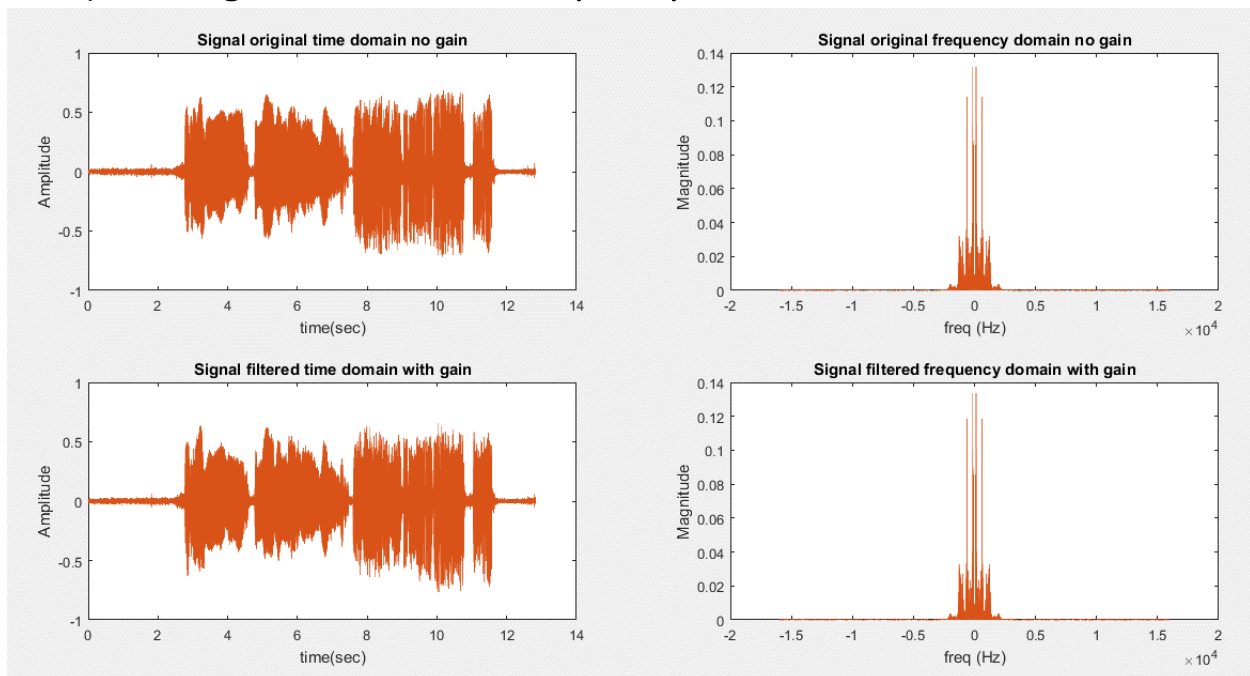 Signal original time domain no gain
Amplitude
1
0.5
0
-0.5
-1
0 2 4 6 8 10 12 14
time(sec)
Signal original frequency domain no gain
Magnitude
0.14
0.12
0.1
0.08
0.06
0.04
0.02
0
-2 -1.5 -1 -0.5 0 0.5 1 1.5 2
freq (Hz)
×10^4
Signal filtered time domain with gain
Amplitude
1
0.5
0
-0.5
-1
0 2 4 6 8 10 12 14
time(sec)
Signal filtered frequency domain with gain
Magnitude
0.14
0.12
0.1
0.08
0.06
0.04
0.02
0
-2 -1.5 -1 -0.5 0 0.5 1 1.5 2
freq (Hz)
×10^4